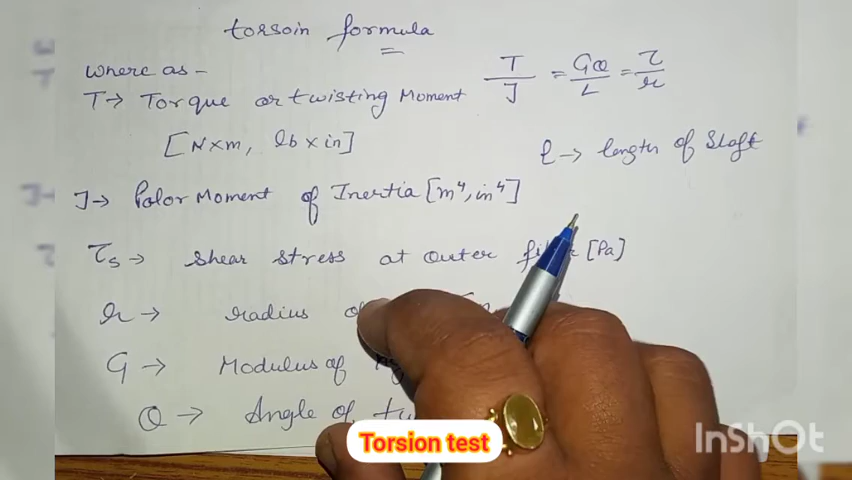 torsoin formula
where as -
T/J = Gθ/L = τ/r
T → Torque or twisting Moment
[N×m, lb×in]
l → length of Shaft
J → Polor Moment of Inertia [m⁴, in⁴]
τs → shear stress at outer [Pa]
r → radius
G → Modulus of
θ → Angle of
Torsion test
InShOt